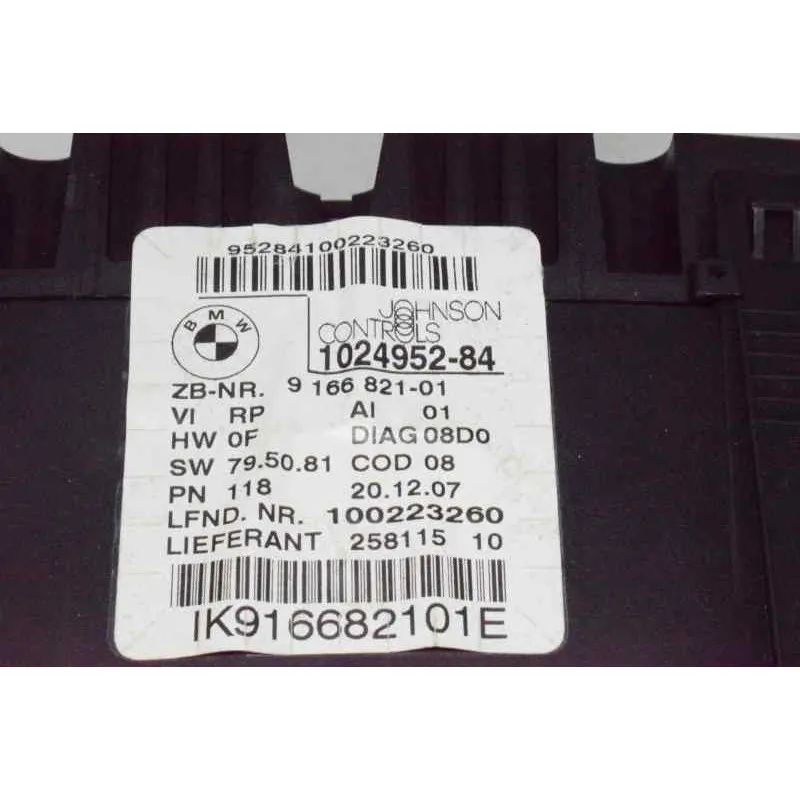 95284100223260
BMW
JOHNSON
CONTROLS
1024952-84
ZB-NR. 9 166 821-01
VI RP AI 01
HW 0F DIAG 08D0
SW 79.50.81 COD 08
PN 118 20.12.07
LFND. NR. 100223260
LIEFERANT 258115 10
IK916682101E